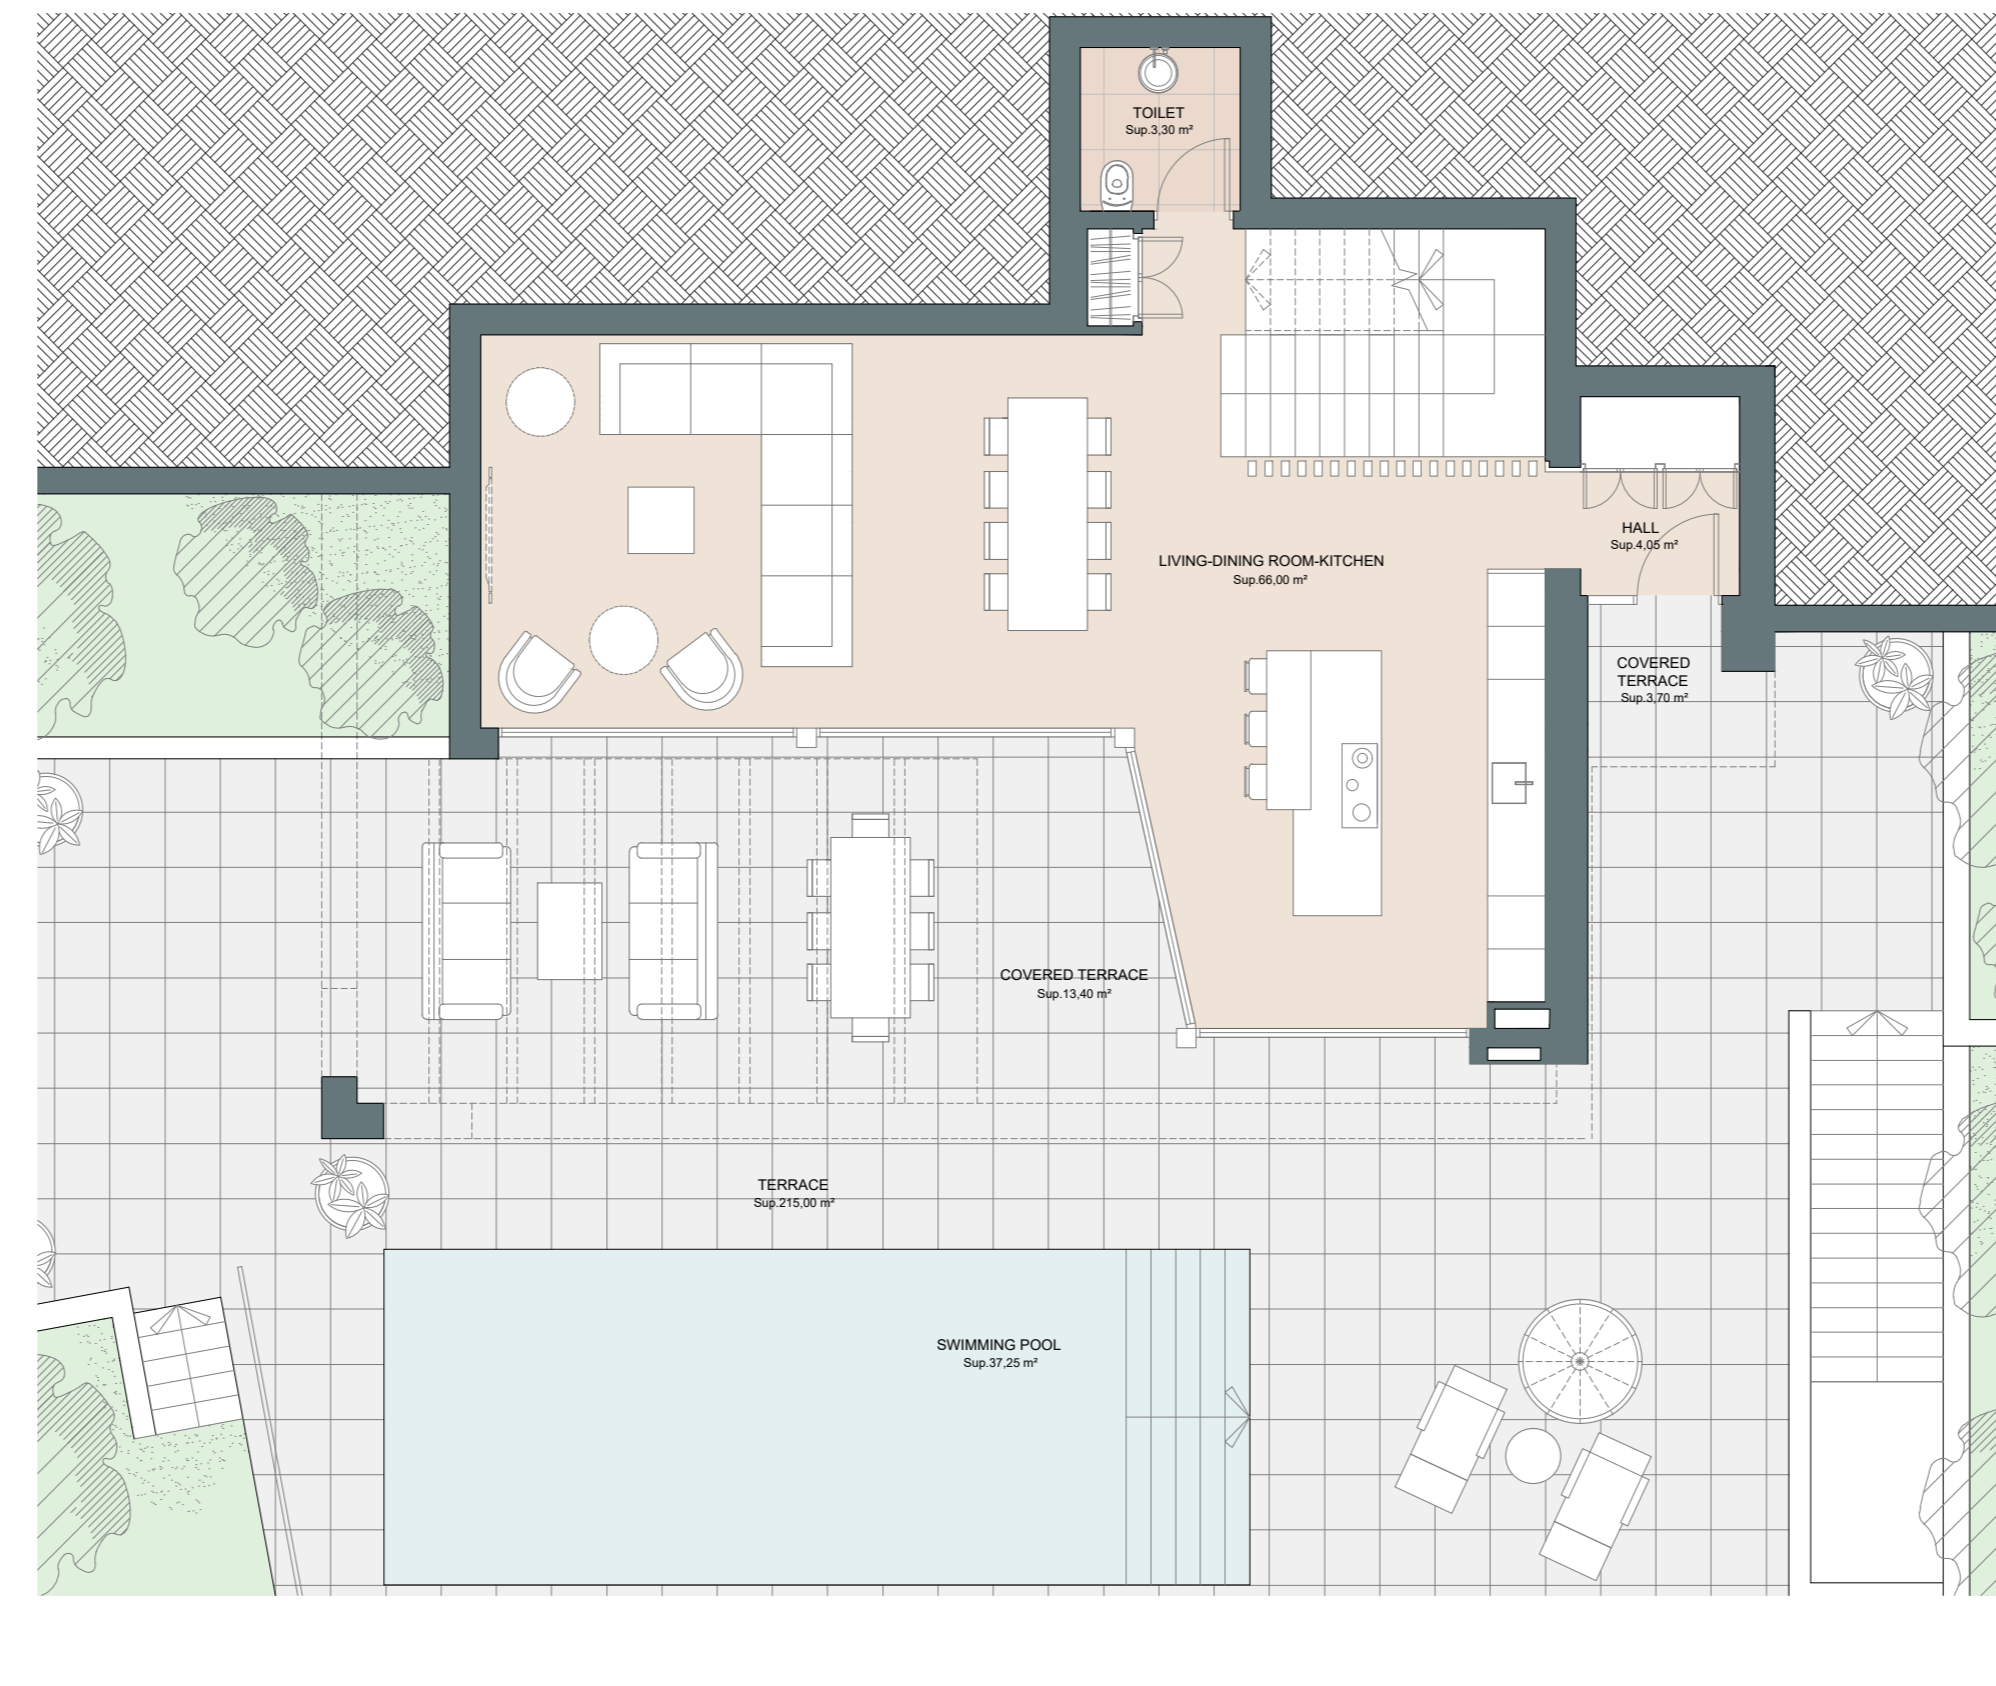 TOILET
Sup.3,30 m²
HALL
Sup.4,05 m²
LIVING-DINING ROOM-KITCHEN
Sup.66,00 m²
COVERED
TERRACE
Sup.3,70 m²
COVERED TERRACE
Sup.13,40 m²
TERRACE
Sup.215,00 m²
SWIMMING POOL
Sup.37,25 m²